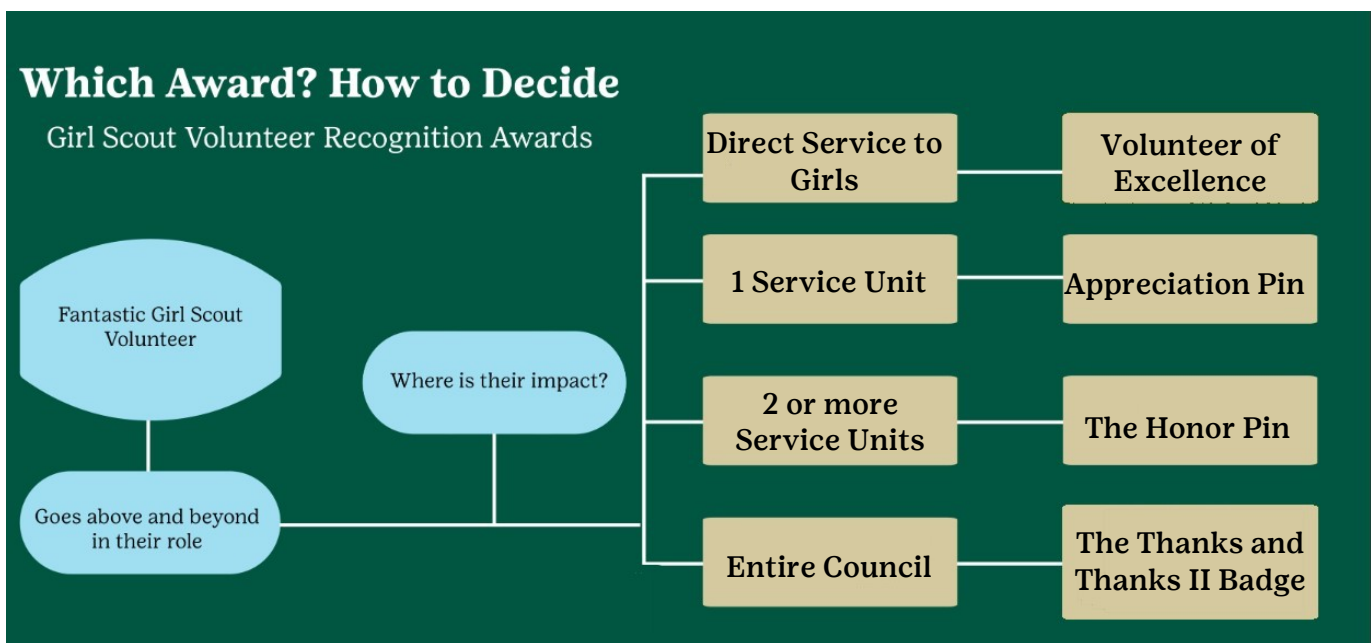 Which Award? How to Decide
Girl Scout Volunteer Recognition Awards
Fantastic Girl Scout
Volunteer
Goes above and beyond
in their role
Where is their impact?
Direct Service to
Girls
Volunteer of
Excellence
1 Service Unit
Appreciation Pin
2 or more
Service Units
The Honor Pin
Entire Council
The Thanks and
Thanks II Badge